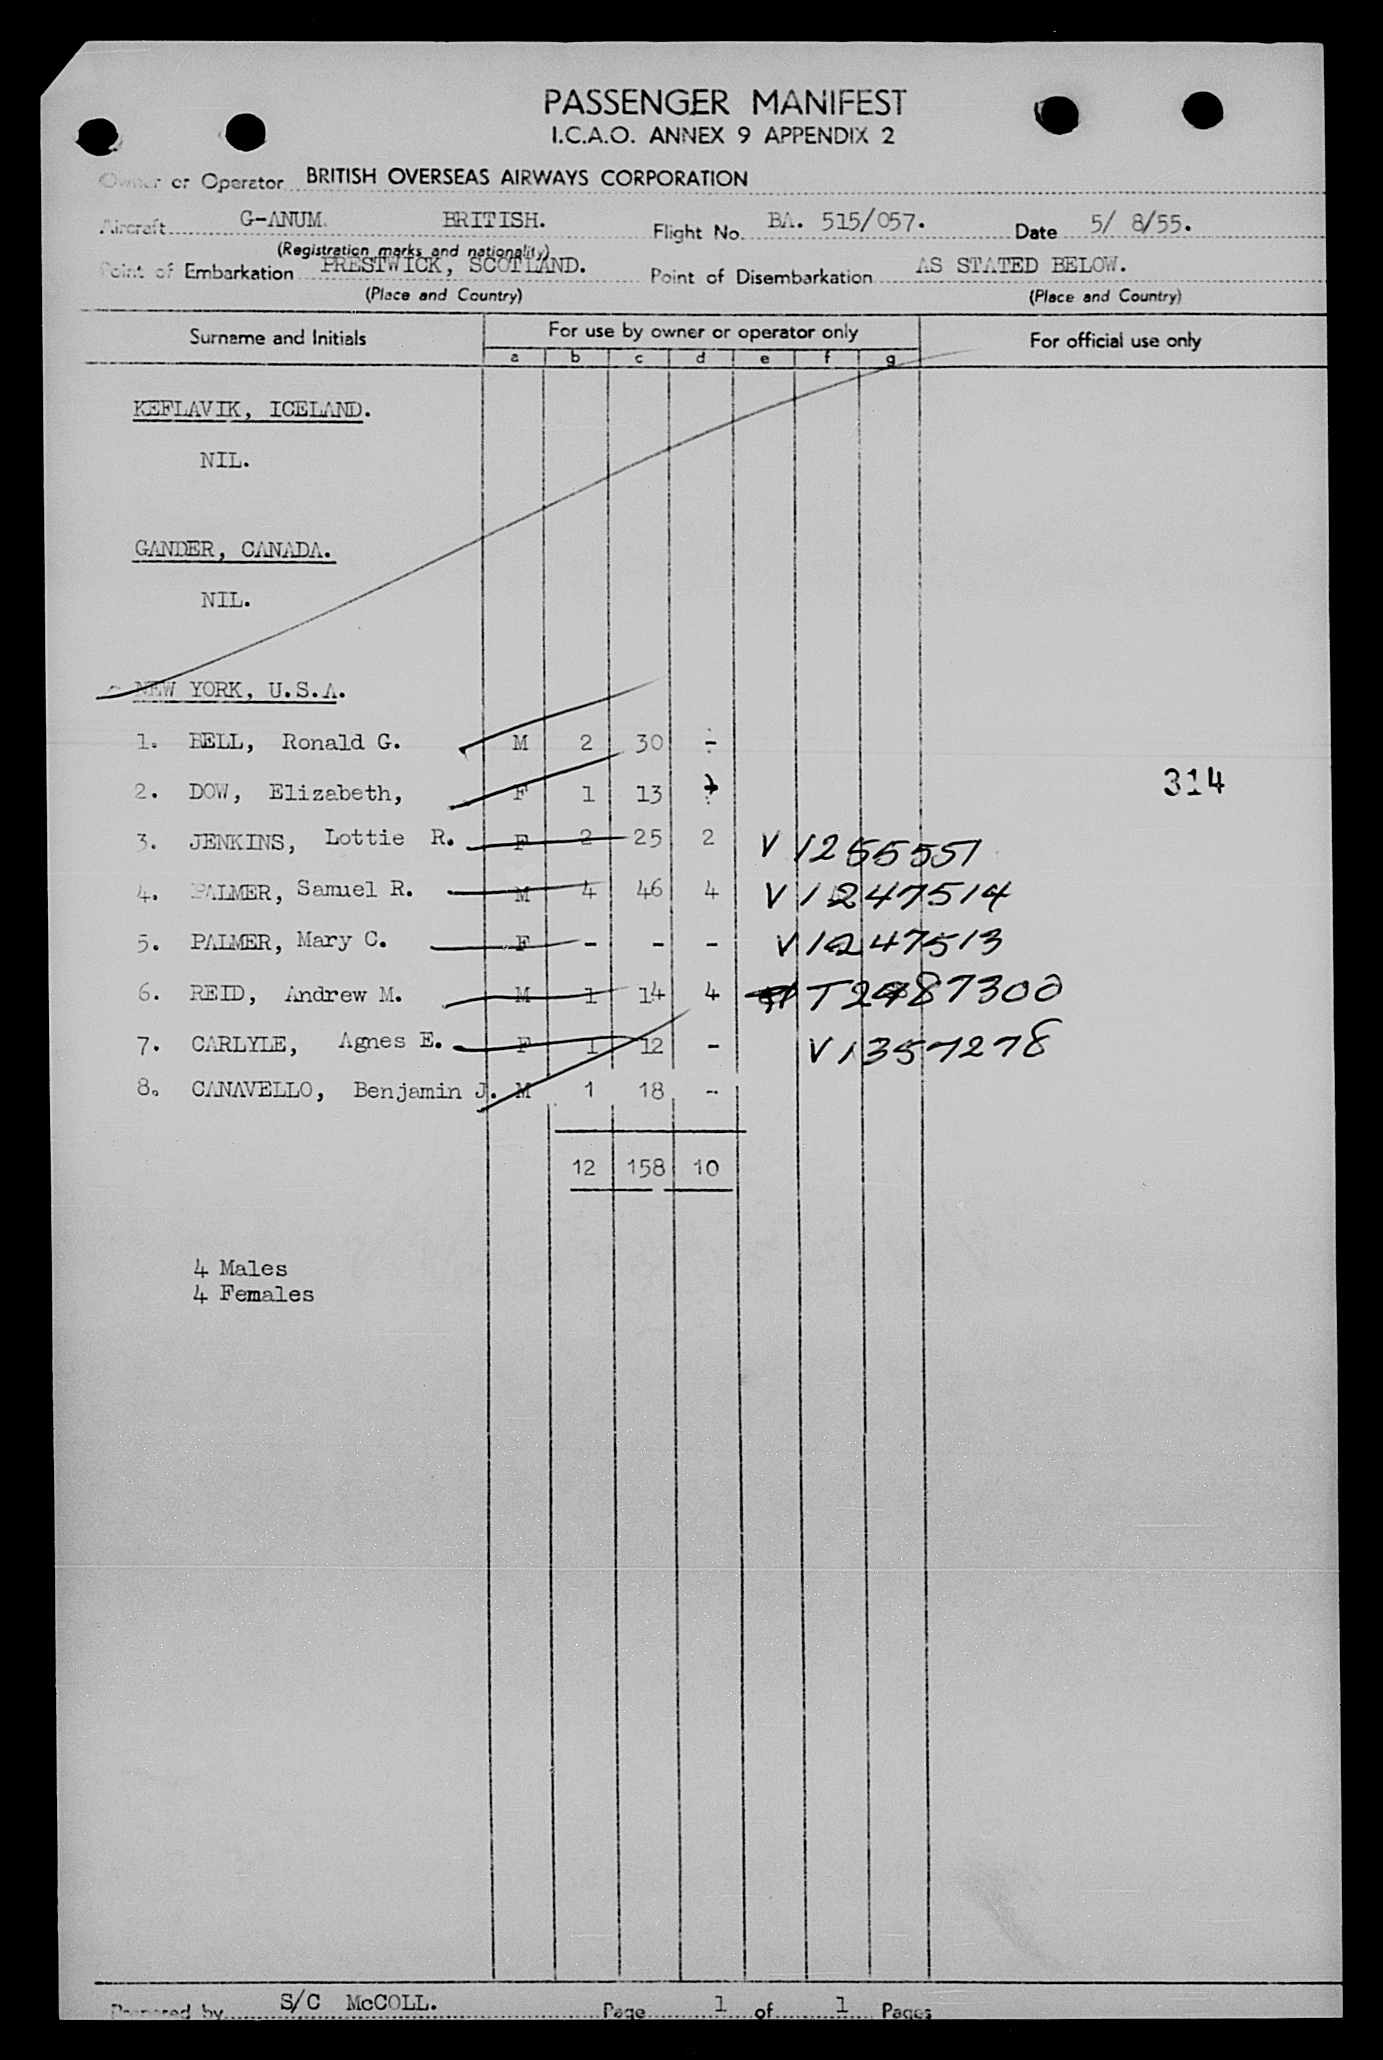 PASSENGER MANIFEST
I.C.A.O. ANNEX 9 APPENDIX 2
Owner or Operator BRITISH OVERSEAS AIRWAYS CORPORATION
Aircraft G-ANUM. BRITISH. Flight No. BA. 515/057. Date 5/ 8/55.
(Registration marks and nationality)
Point of Embarkation PRESTWICK, SCOTLAND. Point of Disembarkation AS STATED BELOW.
(Place and Country) (Place and Country)
Surname and Initials For use by owner or operator only For official use only
a b c d e f g
KEFLAVIK, ICELAND.
NIL.
GANDER, CANADA.
NIL.
NEW YORK, U.S.A.
1. BELL, Ronald G. M 2 30 -
2. DOW, Elizabeth, F 1 13 314
3. JENKINS, Lottie R. F 2 25 2 V 1255551
4. PALMER, Samuel R. M 4 46 4 V 1247514
5. PALMER, Mary C. F - - - V 1247513
6. REID, Andrew M. M 1 14 4
7. CARLYLE, Agnes E. F 1 12 - V 1357278
8. CANAVELLO, Benjamin J. M 1 18 -
12 158 10
4 Males
4 Females
Prepared by S/C McCOLL. Page 1 of 1 Pages